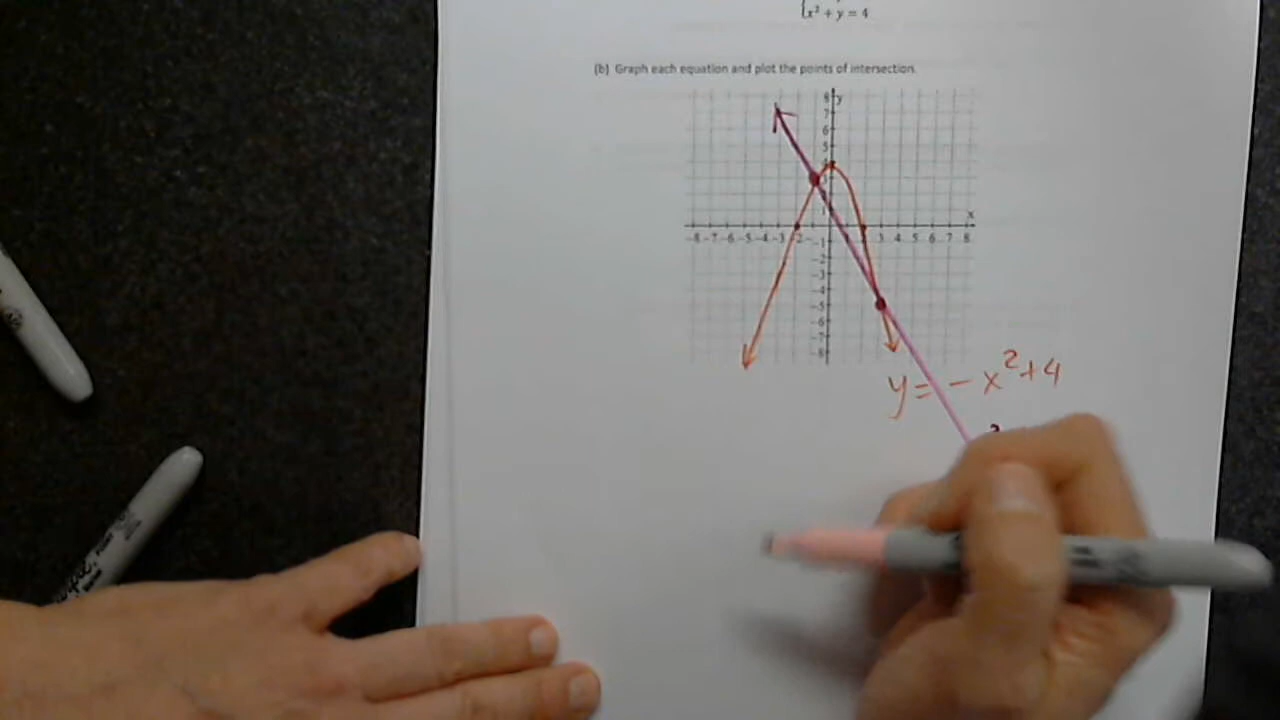 x² + y = 4
(b) Graph each equation and plot the points of intersection.
8 y
7
6
5
4
3
2
1
x
-8 -7 -6 -5 -4 -3 -2 3 4 5 6 7 8
-1
-2
-3
-4
-5
-6
-7
-8
y = - x² + 4